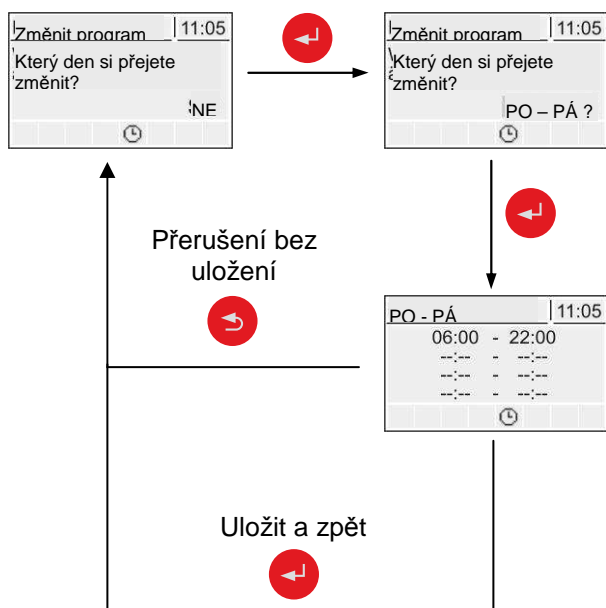 Změnit program 11:05
Který den si přejete
změnit?
NE
Změnit program 11:05
Který den si přejete
změnit?
PO – PÁ ?
Přerušení bez
uložení
PO - PÁ 11:05
06:00 - 22:00
--:-- - --:--
--:-- - --:--
--:-- - --:--
Uložit a zpět